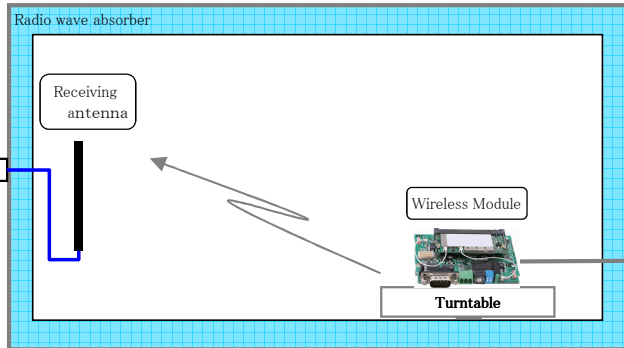 Radio wave absorber
Receiving
antenna
Wireless Module
Turntable